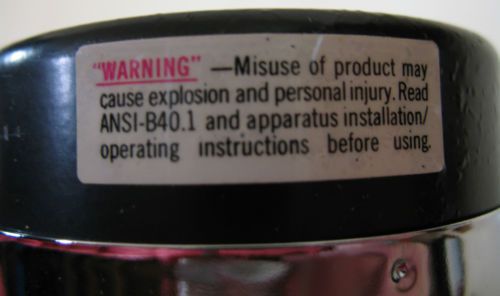 "WARNING" —Misuse of product may
cause explosion and personal injury. Read
ANSI-B40.1 and apparatus installation/
operating instructions before using.